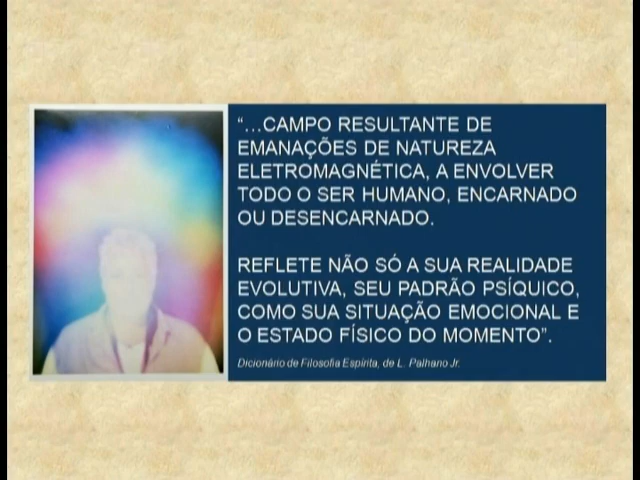 “...CAMPO RESULTANTE DE
EMANAÇÕES DE NATUREZA
ELETROMAGNÉTICA, A ENVOLVER
TODO O SER HUMANO, ENCARNADO
OU DESENCARNADO.
REFLETE NÃO SÓ A SUA REALIDADE
EVOLUTIVA, SEU PADRÃO PSÍQUICO,
COMO SUA SITUAÇÃO EMOCIONAL E
O ESTADO FÍSICO DO MOMENTO”.
Dicionário de Filosofia Espírita, de L. Palhano Jr.